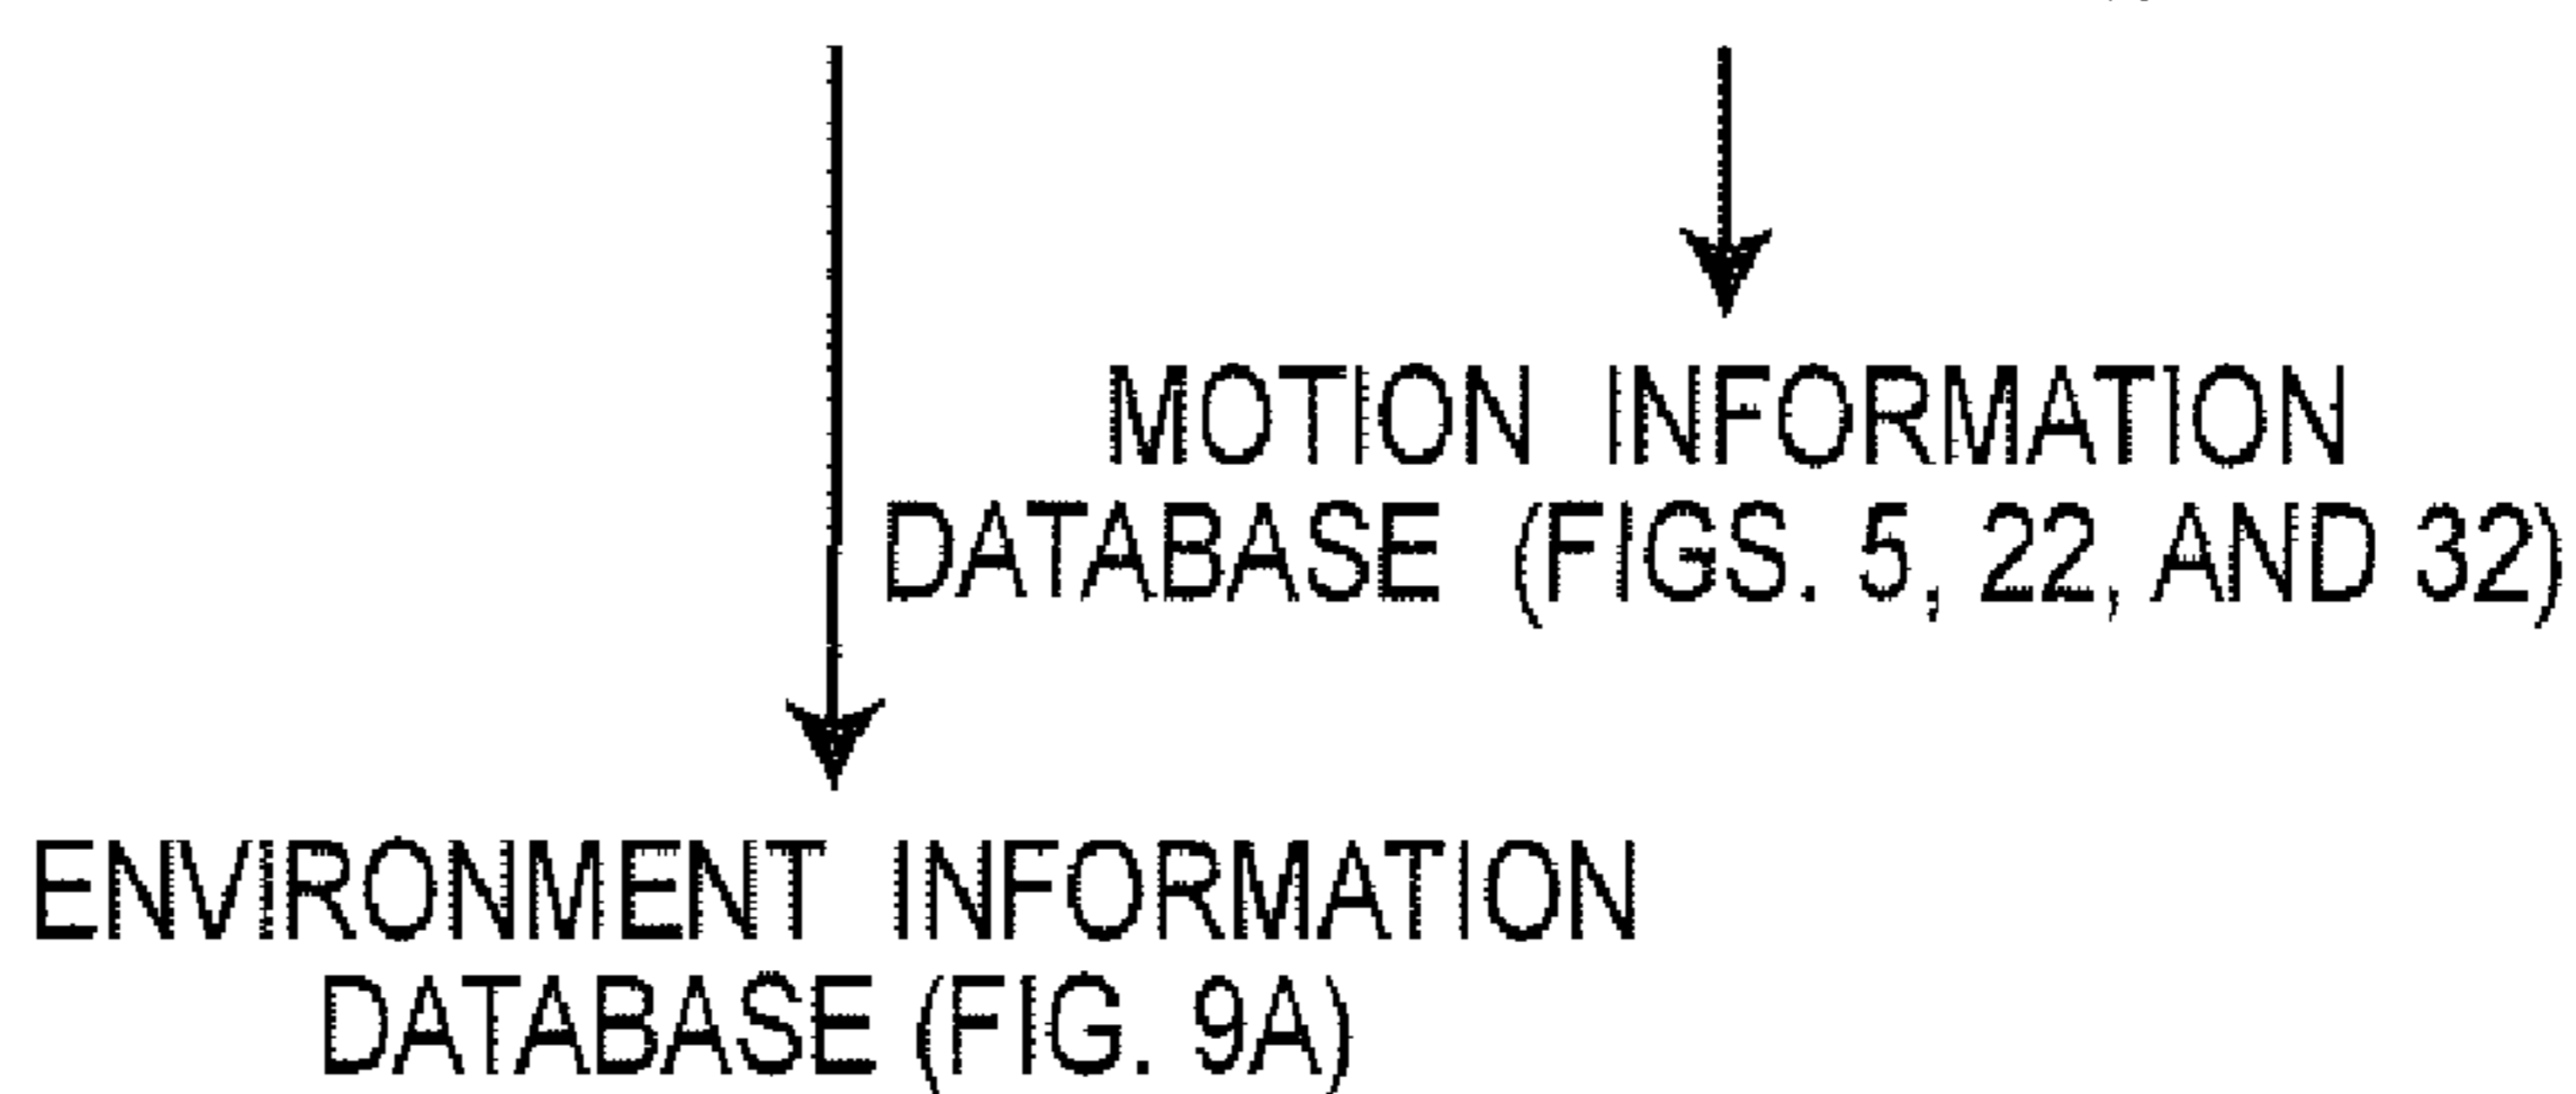 MOTION INFORMATION
DATABASE (FIGS. 5, 22, AND 32)
ENVIRONMENT INFORMATION
DATABASE (FIG. 9A)